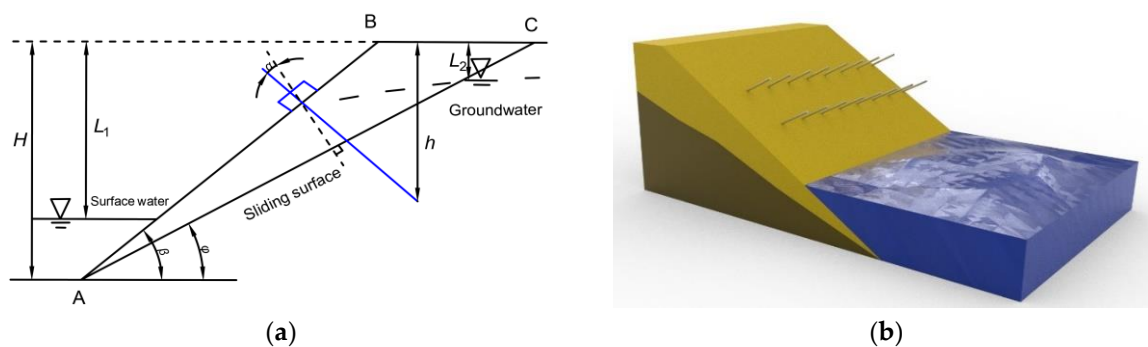 B
C
L₂
α
Groundwater
H
L₁
h
Surface water
Sliding surface
β
φ
A
(a)
(b)